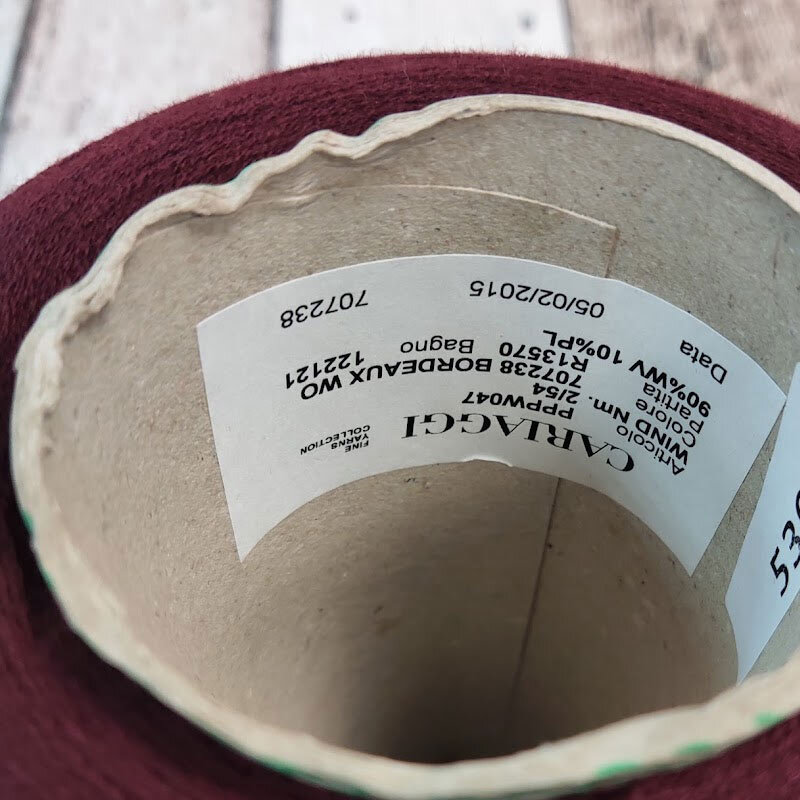 CARIAGGI FINE YARNS COLLECTION
Articolo PPPW047
WIND Nm. 2/54
Colore 707238 BORDEAUX WO
Partita R13570 Bagno 122121
90%WV 10%PL
Data 05/02/2015 707238